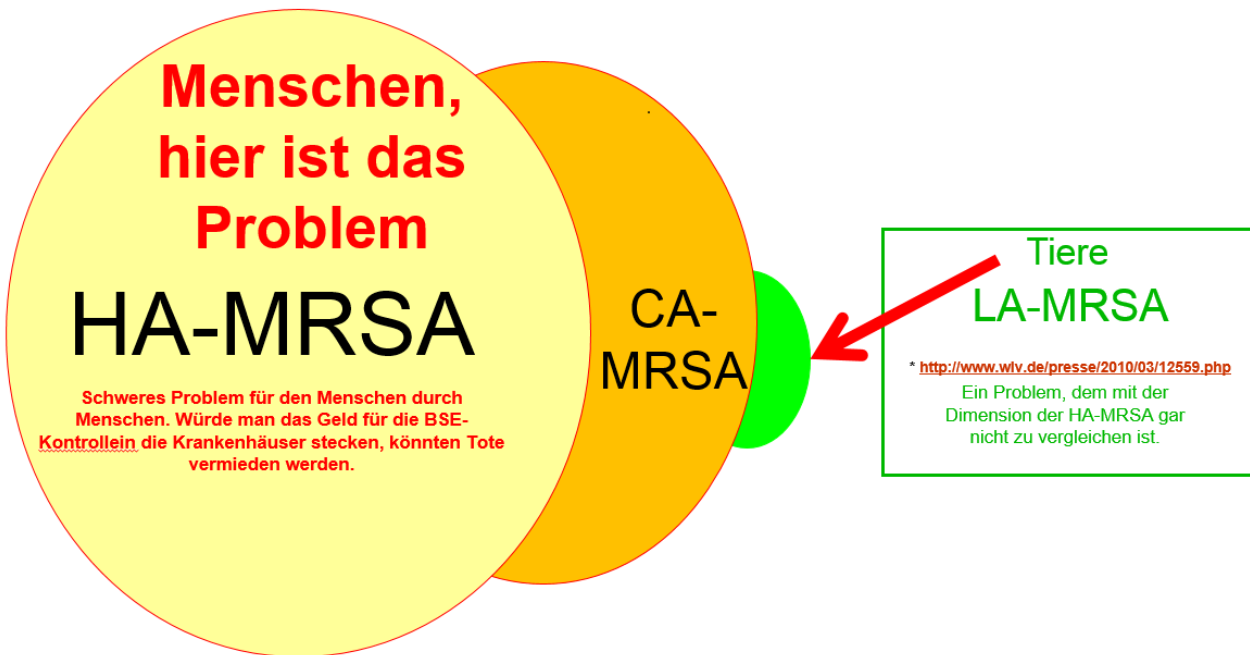 Menschen,
hier ist das
Problem
HA-MRSA
Schweres Problem für den Menschen durch
Menschen. Würde man das Geld für die BSE-
Kontrollein die Krankenhäuser stecken, könnten Tote
vermieden werden.
CA-
MRSA
Tiere
LA-MRSA
* http://www.wlv.de/presse/2010/03/12559.php
Ein Problem, dem mit der
Dimension der HA-MRSA gar
nicht zu vergleichen ist.